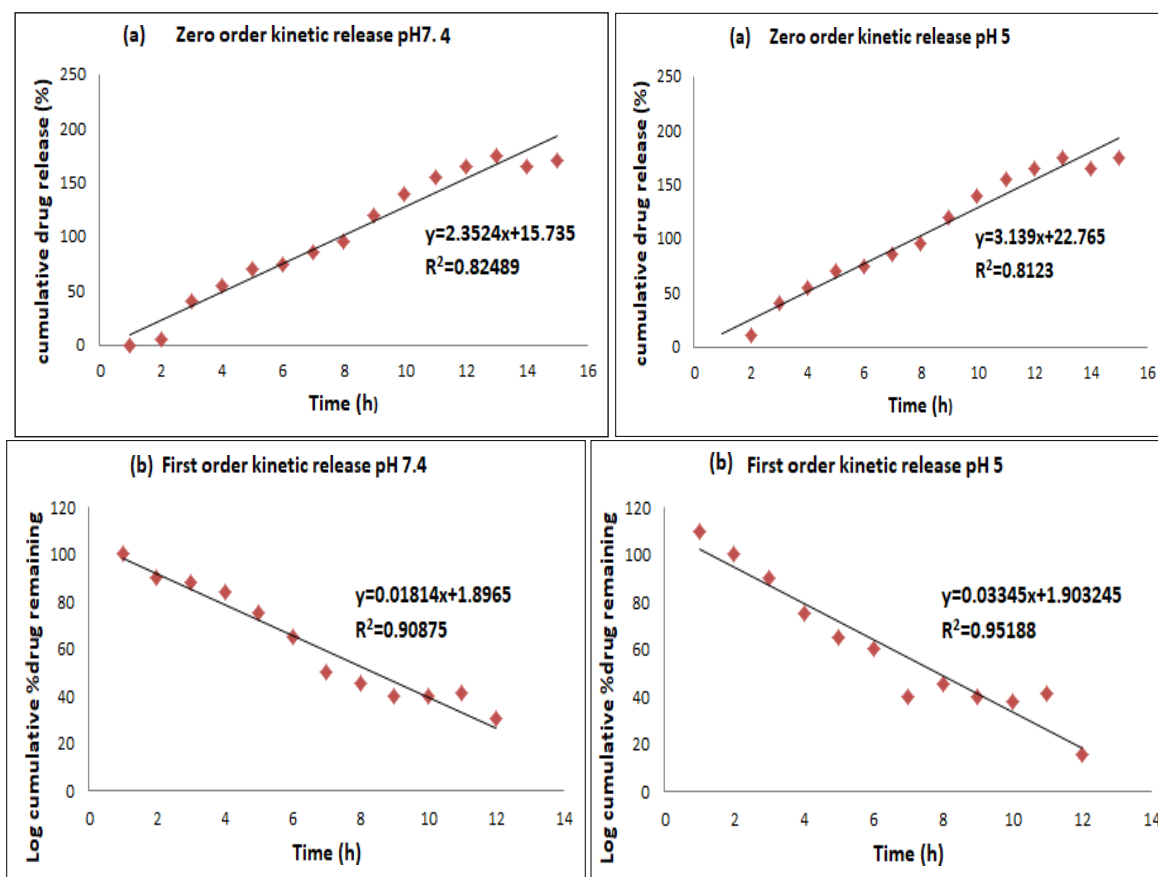 (a) Zero order kinetic release pH7. 4
cumulative drug release (%)
250
200
150
100
50
0
0 2 4 6 8 10 12 14 16
Time (h)
y=2.3524x+15.735
R²=0.82489
(a) Zero order kinetic release pH 5
cumulative drug release (%)
250
200
150
100
50
0
0 2 4 6 8 10 12 14 16
Time (h)
y=3.139x+22.765
R²=0.8123
(b) First order kinetic release pH 7.4
Log cumulative %drug remaining
120
100
80
60
40
20
0
0 2 4 6 8 10 12 14
Time (h)
y=0.01814x+1.8965
R²=0.90875
(b) First order kinetic release pH 5
Log cumulative %drug remaining
120
100
80
60
40
20
0
0 2 4 6 8 10 12 14
Time (h)
y=0.03345x+1.903245
R²=0.95188